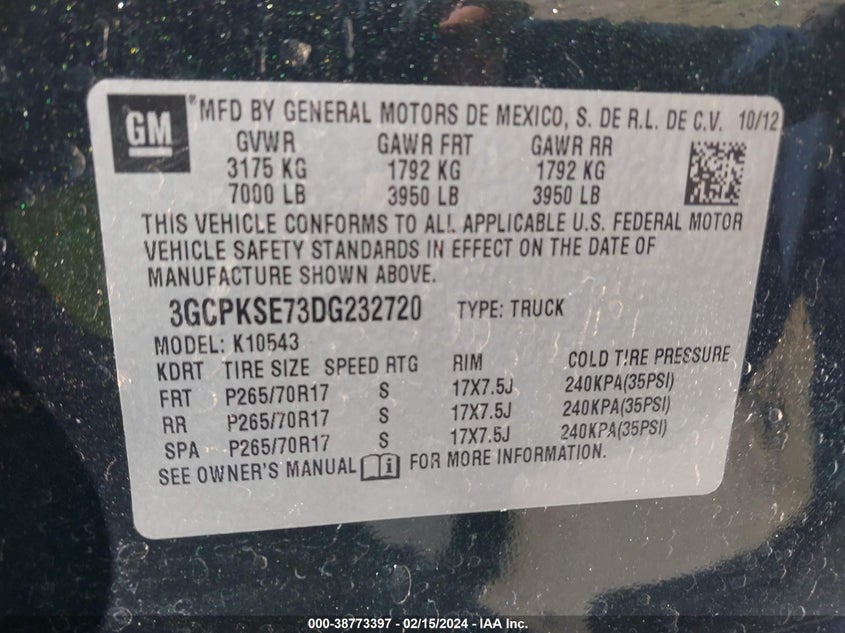 GM ®MFD BY GENERAL MOTORS DE MEXICO, S. DE R.L. DE C.V. 10/12
GVWR GAWR FRT GAWR RR
3175 KG 1792 KG 1792 KG
7000 LB 3950 LB 3950 LB
THIS VEHICLE CONFORMS TO ALL APPLICABLE U.S. FEDERAL MOTOR
VEHICLE SAFETY STANDARDS IN EFFECT ON THE DATE OF
MANUFACTURE SHOWN ABOVE.
3GCPKSE73DG232720 TYPE: TRUCK
MODEL: K10543
KDRT TIRE SIZE SPEED RTG RIM COLD TIRE PRESSURE
FRT P265/70R17 S 17X7.5J 240KPA(35PSI)
RR P265/70R17 S 17X7.5J 240KPA(35PSI)
SPA P265/70R17 S 17X7.5J 240KPA(35PSI)
SEE OWNER'S MANUAL i FOR MORE INFORMATION.
000-38773397 - 02/15/2024 - IAA Inc.